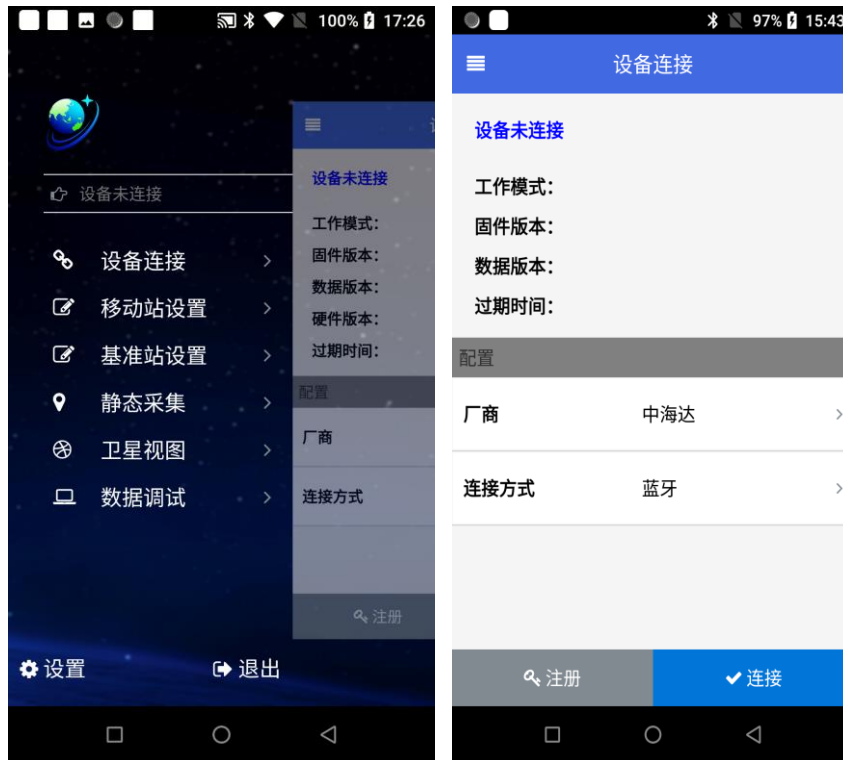 100% 17:26
设备未连接
设备连接
移动站设置
基准站设置
静态采集
卫星视图
数据调试
设置
退出
设备未连接
工作模式：
固件版本：
数据版本：
硬件版本：
过期时间：
配置
厂商
连接方式
注册
97% 15:43
设备连接
设备未连接
工作模式：
固件版本：
数据版本：
过期时间：
配置
厂商 中海达
连接方式 蓝牙
注册 连接